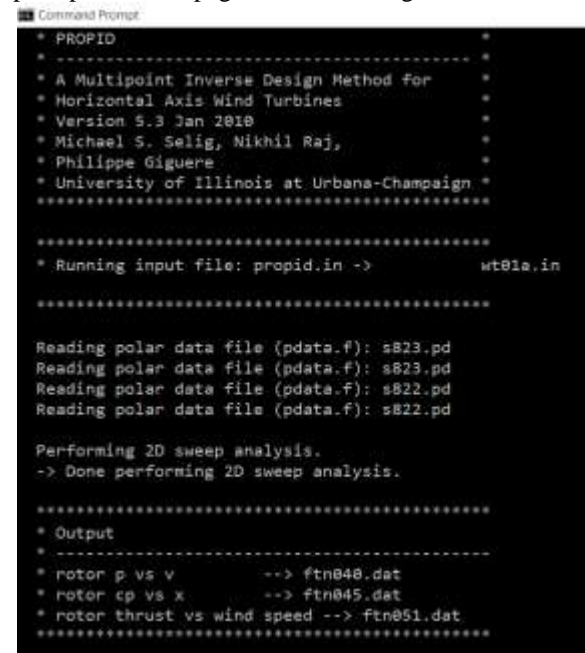 Command Prompt
* PROPID *
* --------------------------------------------- *
* A Multipoint Inverse Design Method for *
* Horizontal Axis Wind Turbines *
* Version 5.3 Jan 2010 *
* Michael S. Selig, Nikhil Raj, *
* Philippe Giguere *
* University of Illinois at Urbana-Champaign *
************************************************
************************************************
* Running input file: propid.in -> wt01a.in
************************************************
Reading polar data file (pdata.f): s823.pd
Reading polar data file (pdata.f): s823.pd
Reading polar data file (pdata.f): s822.pd
Reading polar data file (pdata.f): s822.pd
Performing 2D sweep analysis.
-> Done performing 2D sweep analysis.
************************************************
* Output
* ----------------------------------------------
* rotor p vs v --> ftn040.dat
* rotor cp vs x --> ftn045.dat
* rotor thrust vs wind speed --> ftn051.dat
************************************************